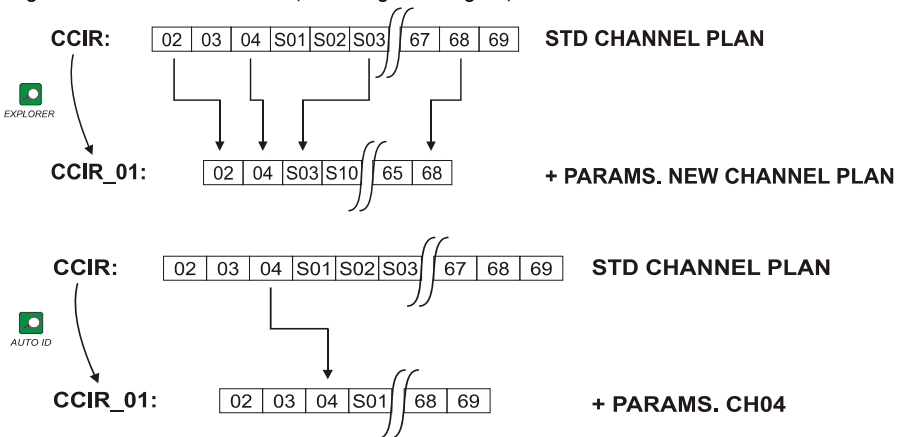 CCIR: 02 03 04 S01 S02 S03 67 68 69 STD CHANNEL PLAN
EXPLORER
CCIR_01: 02 04 S03 S10 65 68 + PARAMS. NEW CHANNEL PLAN
CCIR: 02 03 04 S01 S02 S03 67 68 69 STD CHANNEL PLAN
AUTO ID
CCIR_01: 02 03 04 S01 68 69 + PARAMS. CH04